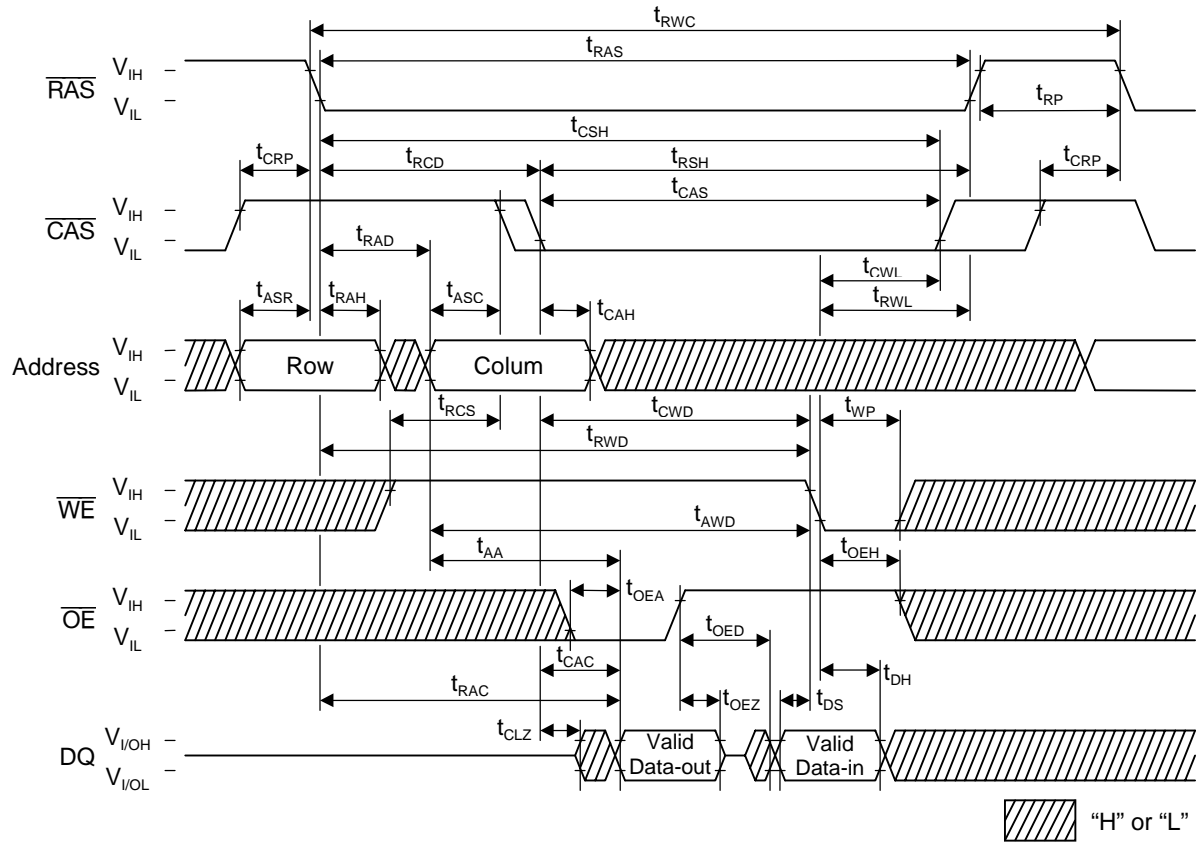 tRWC
tRAS
VIH
RAS
VIL
tRP
tCSH
tCRP
tRCD
tRSH
tCRP
tCAS
VIH
CAS
VIL
tRAD
tCWL
tASR
tRAH
tASC
tRWL
tCAH
VIH
Address
Row
Colum
VIL
tRCS
tCWD
tWP
tRWD
VIH
WE
VIL
tAWD
tAA
tOEH
tOEA
VIH
OE
VIL
tOED
tCAC
tRAC
tDH
tOEZ
tDS
tCLZ
VI/OH
DQ
Valid
Data-out
Valid
Data-in
VI/OL
“H” or “L”